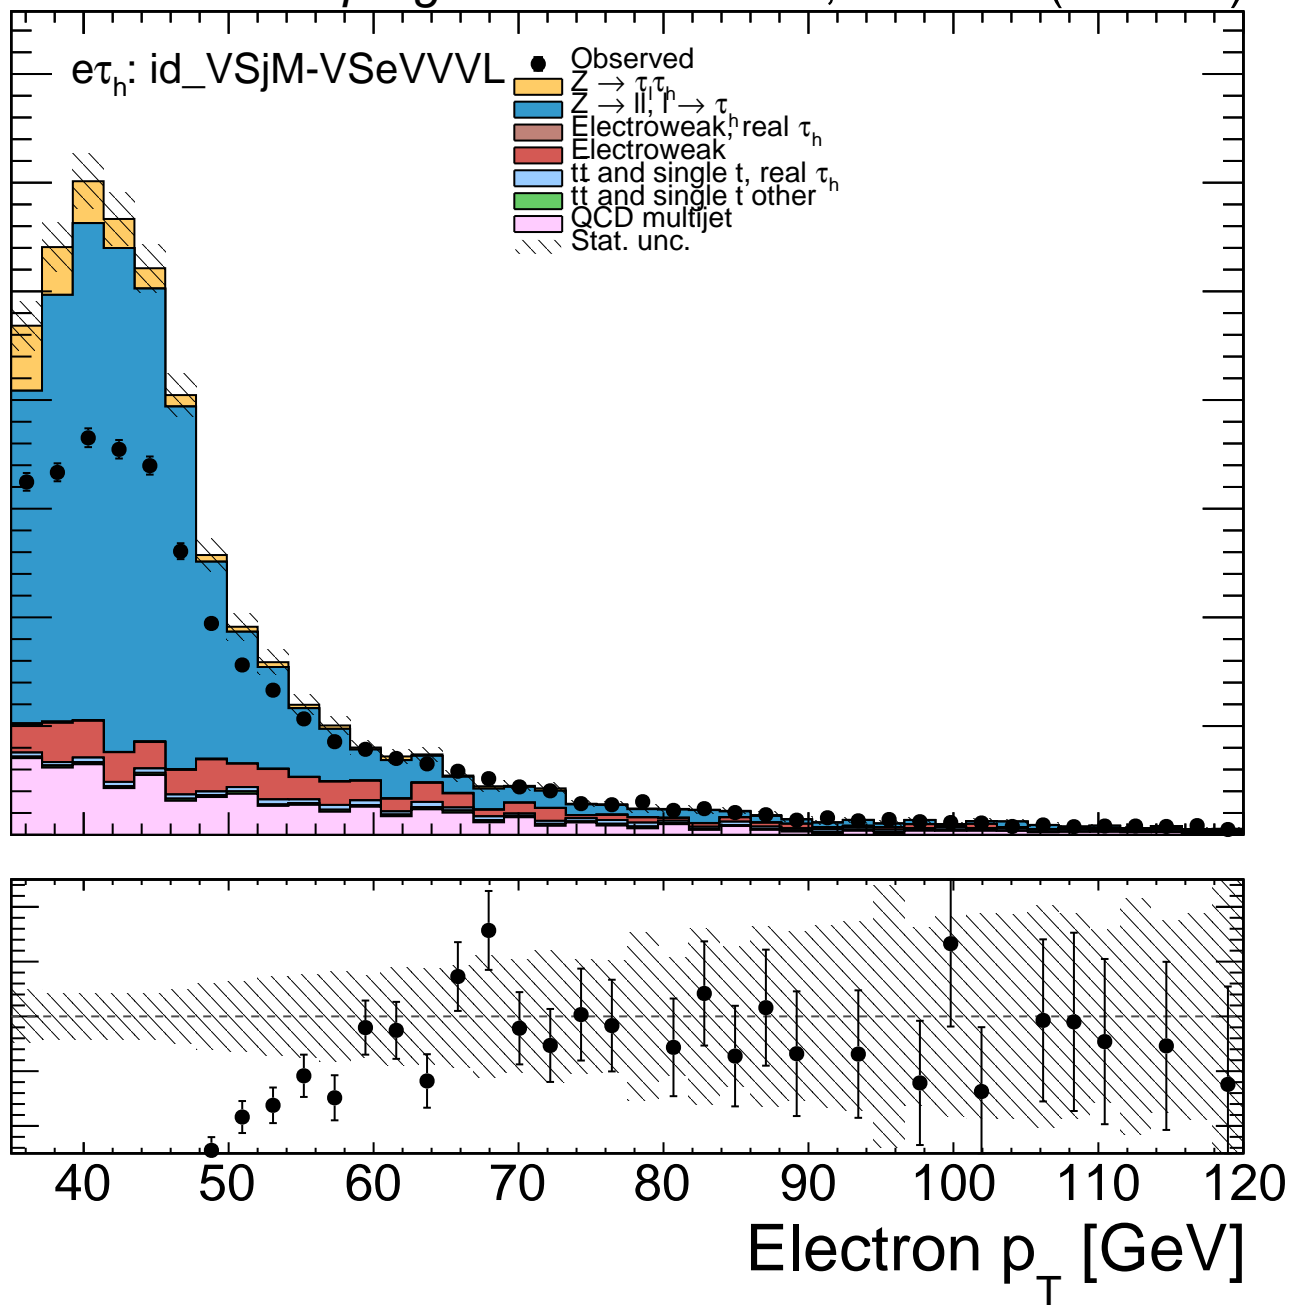 eτh: id_VSjM-VSeVVVL
Observed
Z → τlτh
Z → ll, l → τh
Electroweak, real τh
Electroweak
tt and single t, real τh
tt and single t other
QCD multijet
Stat. unc.
40 50 60 70 80 90 100 110 120
Electron pT [GeV]